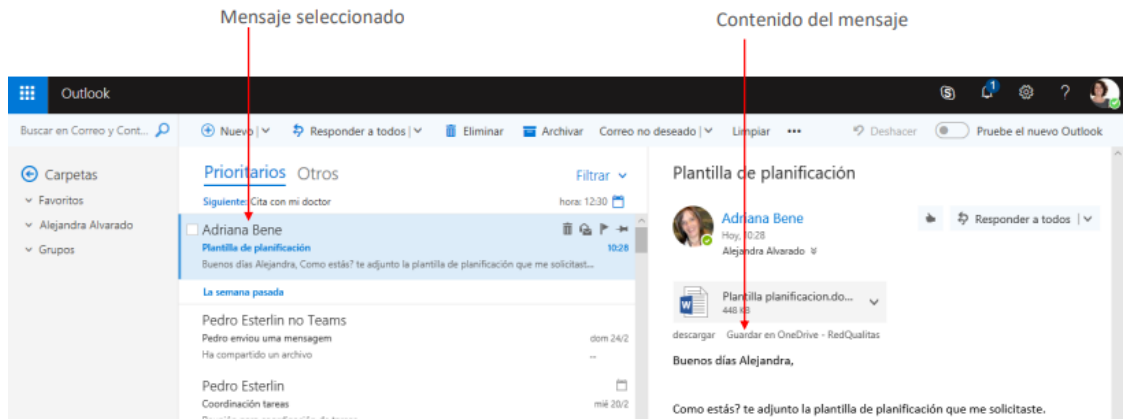 Mensaje seleccionado
Contenido del mensaje
Outlook
1
?
Buscar en Correo y Cont...
Nuevo
Responder a todos
Eliminar
Archivar
Correo no deseado
Limpiar
•••
Deshacer
Pruebe el nuevo Outlook
Carpetas
Favoritos
Alejandra Alvarado
Grupos
Prioritarios Otros
Filtrar
Siguiente: Cita con mi doctor
hora: 12:30
Adriana Bene
Plantilla de planificación
10:28
Buenos días Alejandra, Como estás? te adjunto la plantilla de planificación que me solicitast...
La semana pasada
Pedro Esterlin no Teams
Pedro enviou uma mensagem
dom 24/2
Ha compartido un archivo
...
Pedro Esterlin
Coordinación tareas
mié 20/2
Plantilla de planificación
Adriana Bene
Hoy, 10:28
Alejandra Alvarado
Responder a todos
Plantilla planificacion.do...
448 KB
descargar Guardar en OneDrive - RedQualitas
Buenos días Alejandra,
Como estás? te adjunto la plantilla de planificación que me solicitaste.